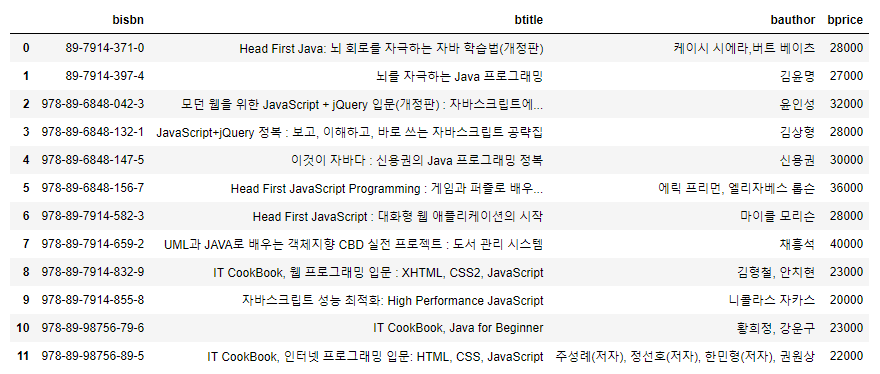 bisbn btitle bauthor bprice
0 89-7914-371-0 Head First Java: 뇌 회로를 자극하는 자바 학습법(개정판) 케이시 시에라,버트 베이츠 28000
1 89-7914-397-4 뇌를 자극하는 Java 프로그래밍 김윤명 27000
2 978-89-6848-042-3 모던 웹을 위한 JavaScript + jQuery 입문(개정판) : 자바스크립트에... 윤인성 32000
3 978-89-6848-132-1 JavaScript+jQuery 정복 : 보고, 이해하고, 바로 쓰는 자바스크립트 공략집 김상형 28000
4 978-89-6848-147-5 이것이 자바다 : 신용권의 Java 프로그래밍 정복 신용권 30000
5 978-89-6848-156-7 Head First JavaScript Programming : 게임과 퍼즐로 배우... 에릭 프리먼, 엘리자베스 롭슨 36000
6 978-89-7914-582-3 Head First JavaScript : 대화형 웹 애플리케이션의 시작 마이클 모리슨 28000
7 978-89-7914-659-2 UML과 JAVA로 배우는 객체지향 CBD 실전 프로젝트 : 도서 관리 시스템 채흥석 40000
8 978-89-7914-832-9 IT CookBook, 웹 프로그래밍 입문 : XHTML, CSS2, JavaScript 김형철, 안치현 23000
9 978-89-7914-855-8 자바스크립트 성능 최적화: High Performance JavaScript 니콜라스 자카스 20000
10 978-89-98756-79-6 IT CookBook, Java for Beginner 황희정, 강운구 23000
11 978-89-98756-89-5 IT CookBook, 인터넷 프로그래밍 입문: HTML, CSS, JavaScript 주성례(저자), 정선호(저자), 한민형(저자), 권원상 22000